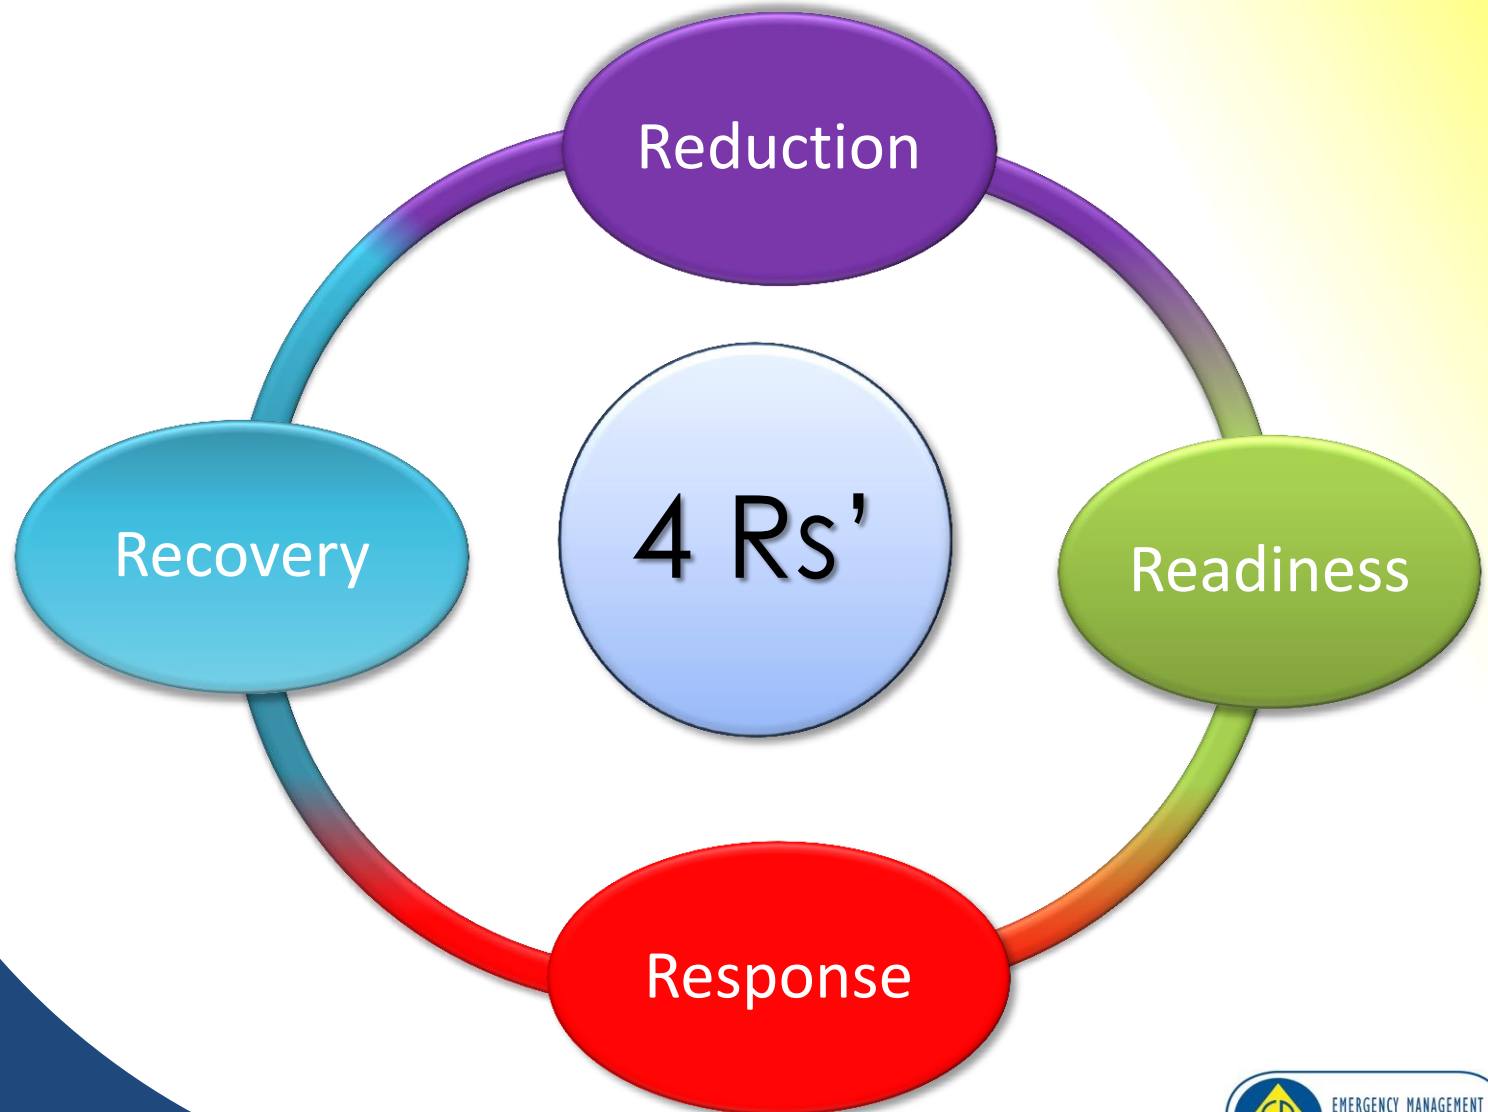 Reduction
4 Rs’
Recovery
Readiness
Response
EMERGENCY MANAGEMENT